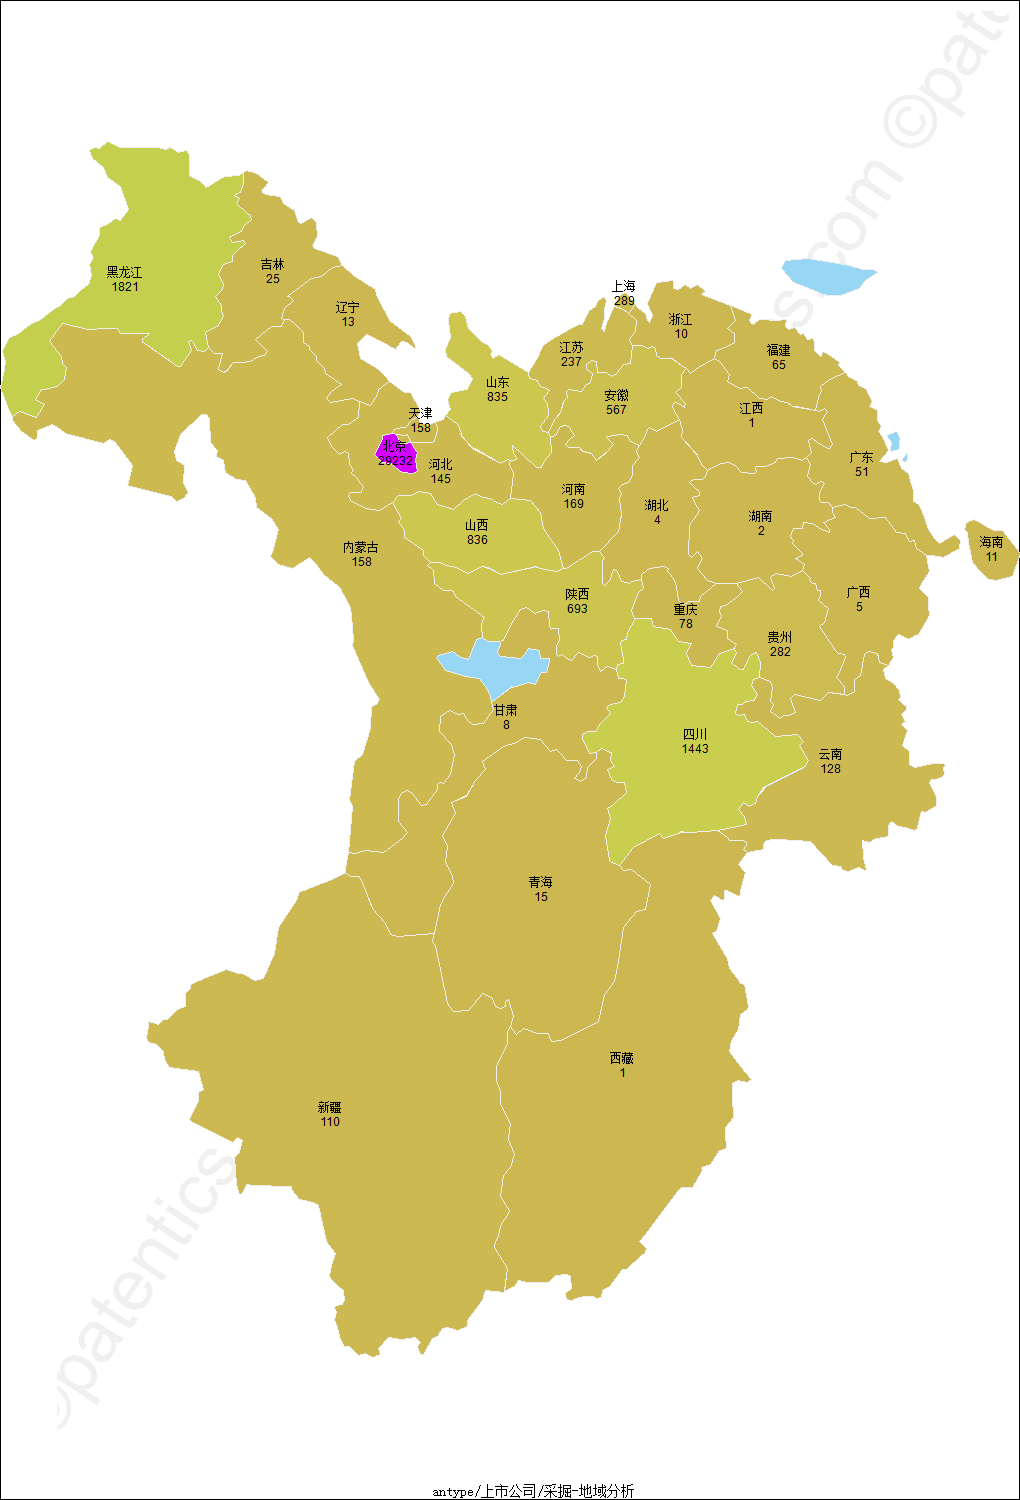 ©patentics.com ©pate
黑龙江
1821
吉林
25
辽宁
13
上海
289
浙江
10
江苏
237
福建
65
山东
835
安徽
567
江西
1
天津
158
北京
29232
河北
145
广东
51
河南
169
湖北
4
湖南
2
山西
836
内蒙古
158
海南
11
陕西
693
重庆
78
广西
5
贵州
282
甘肃
8
四川
1443
云南
128
青海
15
西藏
1
新疆
110
antype/上市公司/采掘-地域分析